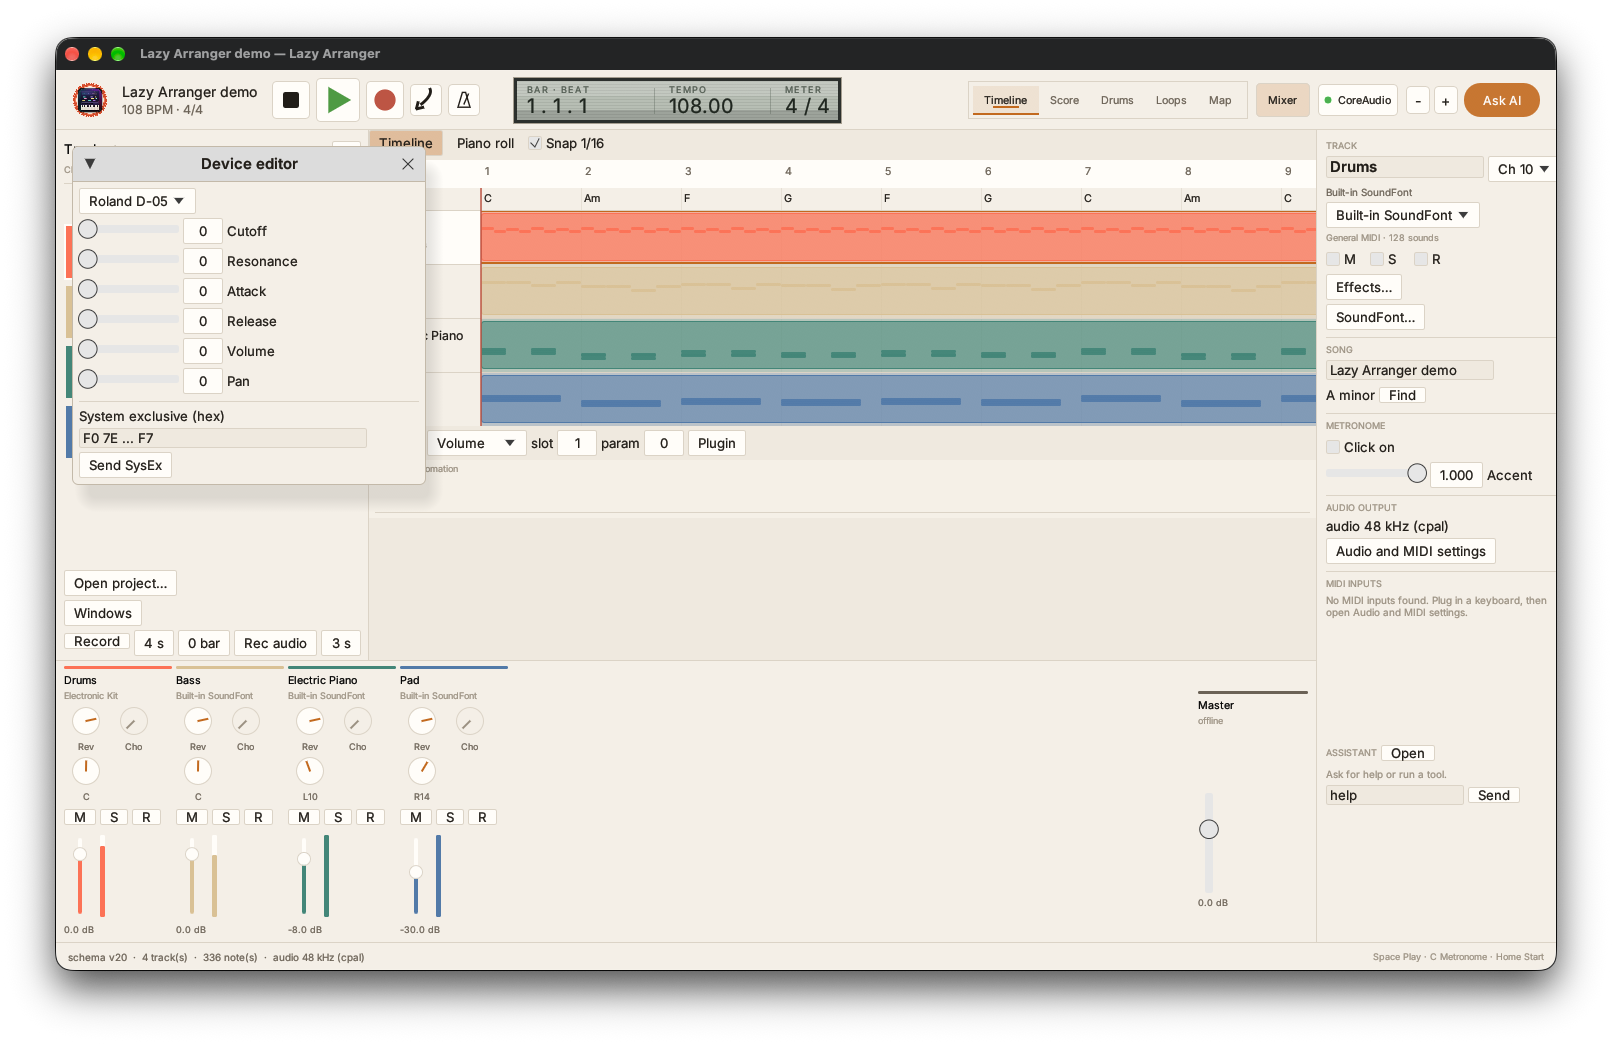 Lazy Arranger demo — Lazy Arranger
Lazy Arranger demo
108 BPM · 4/4
BAR · BEAT
1 . 1 . 1
TEMPO
108.00
METER
4 / 4
Timeline
Score
Drums
Loops
Map
Mixer
CoreAudio
-
+
Ask AI
Timeline
Piano roll
Snap 1/16
1 2 3 4 5 6 7 8 9
C Am F G F G C Am C
c Piano
Volume
slot
1
param
0
Plugin
omation
Device editor
Roland D-05
0 Cutoff
0 Resonance
0 Attack
0 Release
0 Volume
0 Pan
System exclusive (hex)
F0 7E ... F7
Send SysEx
Open project...
Windows
Record
4 s
0 bar
Rec audio
3 s
TRACK
Drums
Ch 10
Built-in SoundFont
Built-in SoundFont
General MIDI · 128 sounds
M S R
Effects...
SoundFont...
SONG
Lazy Arranger demo
A minor
Find
METRONOME
Click on
1.000
Accent
AUDIO OUTPUT
audio 48 kHz (cpal)
Audio and MIDI settings
MIDI INPUTS
No MIDI inputs found. Plug in a keyboard, then
open Audio and MIDI settings.
ASSISTANT
Open
Ask for help or run a tool.
help
Send
Drums
Electronic Kit
Rev Cho
C
M S R
0.0 dB
Bass
Built-in SoundFont
Rev Cho
C
M S R
0.0 dB
Electric Piano
Built-in SoundFont
Rev Cho
L10
M S R
-8.0 dB
Pad
Built-in SoundFont
Rev Cho
R14
M S R
-30.0 dB
Master
offline
0.0 dB
schema v20 · 4 track(s) · 336 note(s) · audio 48 kHz (cpal)
Space Play · C Metronome · Home Start